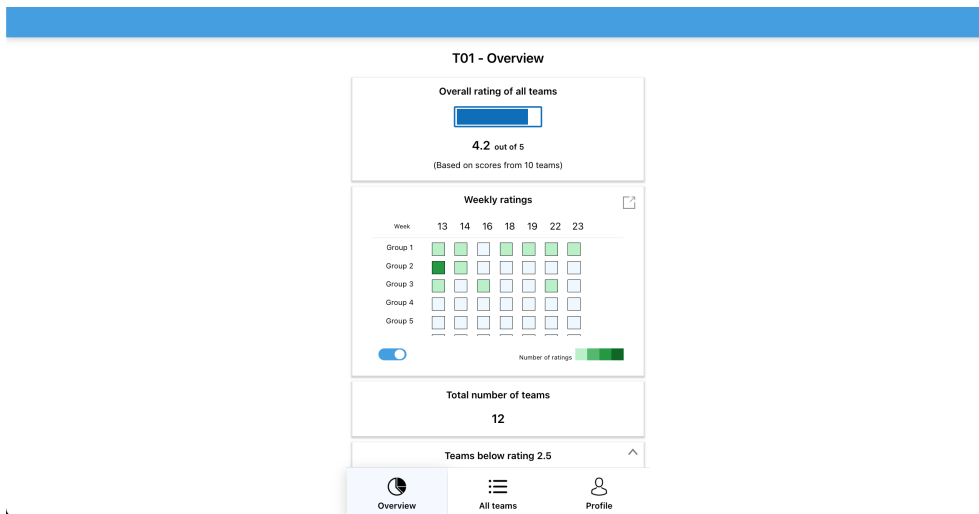 T01 - Overview
Overall rating of all teams
4.2 out of 5
(Based on scores from 10 teams)
Weekly ratings
Week 13 14 16 18 19 22 23
Group 1
Group 2
Group 3
Group 4
Group 5
Number of ratings
Total number of teams
12
Teams below rating 2.5
Overview All teams Profile